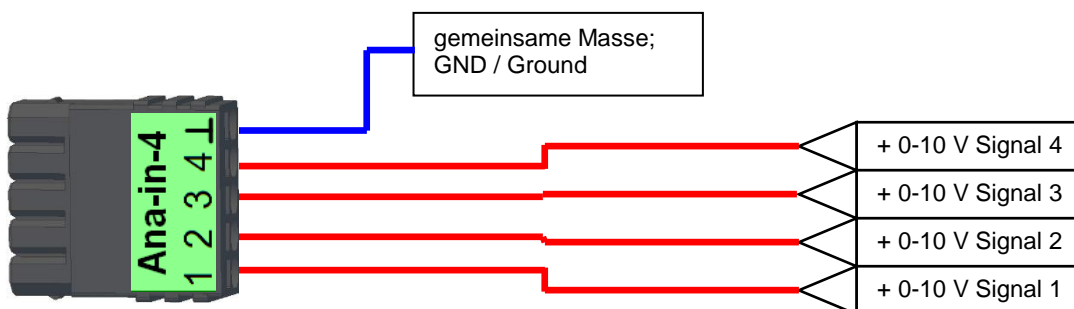 gemeinsame Masse;
GND / Ground
Ana-in-4
1 2 3 4 ⊥
+ 0-10 V Signal 4
+ 0-10 V Signal 3
+ 0-10 V Signal 2
+ 0-10 V Signal 1